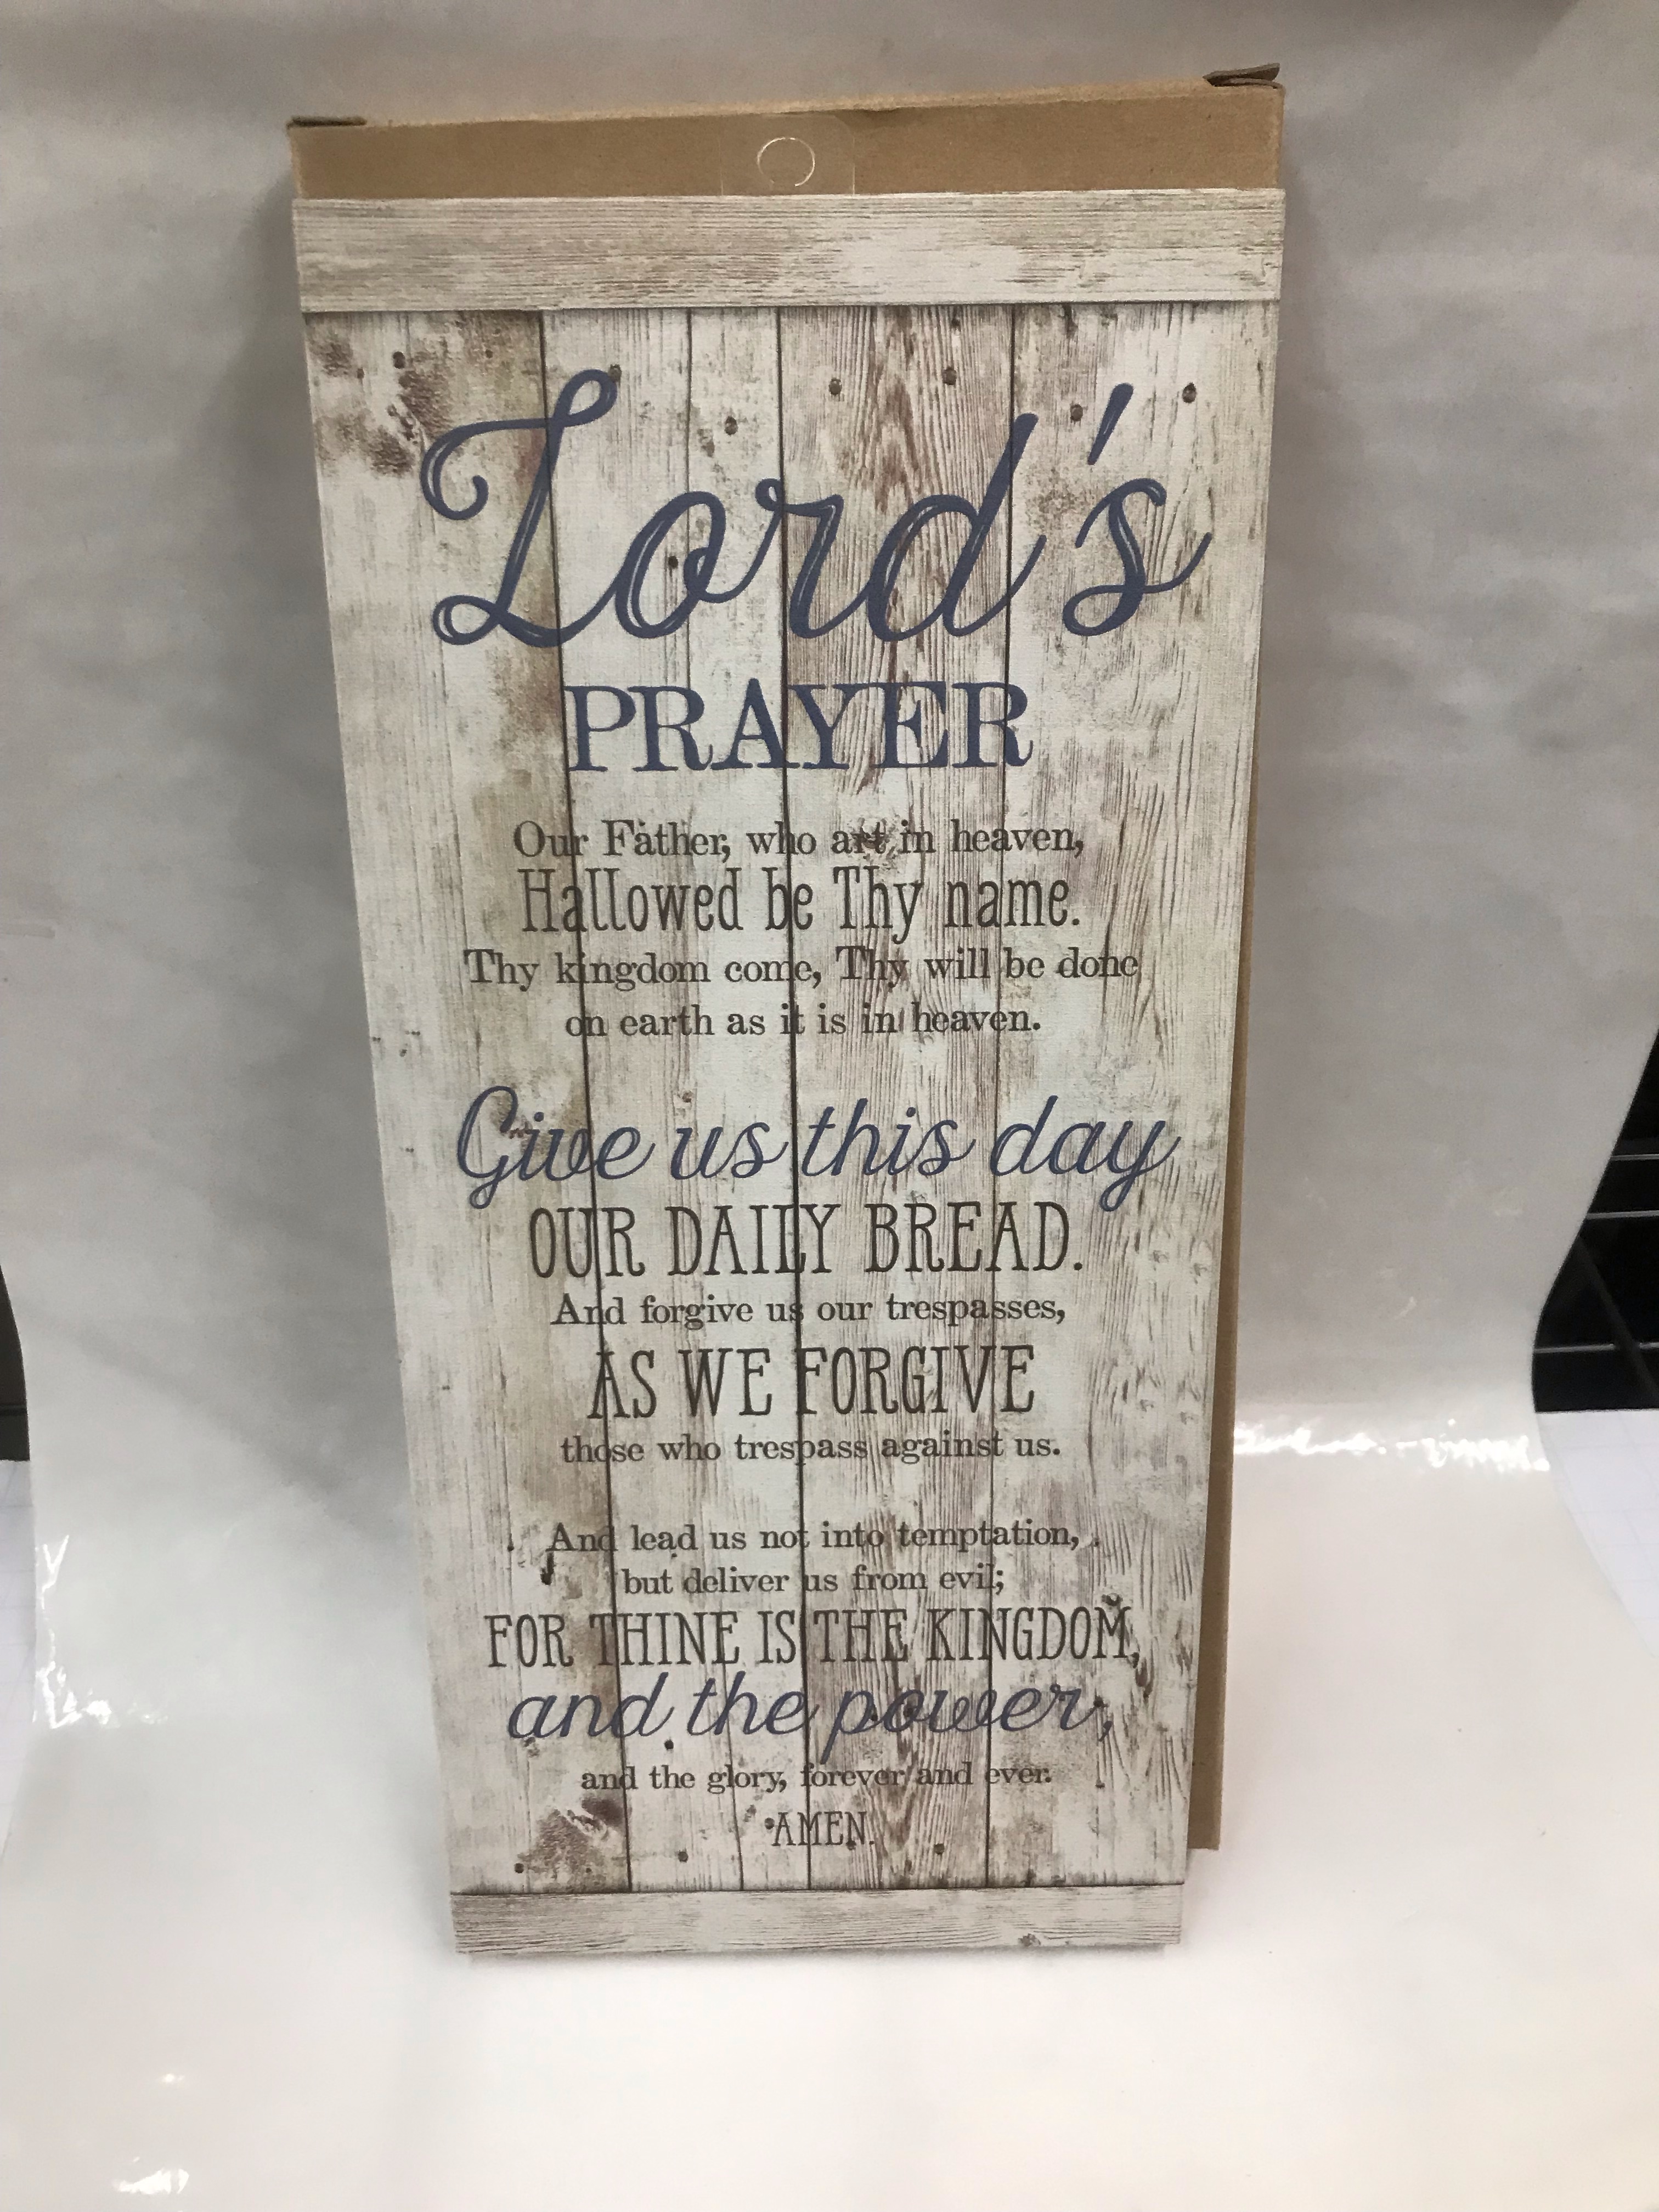 Lord's
PRAYER
Our Father, who art in heaven,
Hallowed be Thy name.
Thy kingdom come, Thy will be done
on earth as it is in heaven.
Give us this day
OUR DAILY BREAD.
And forgive us our trespasses,
AS WE FORGIVE
those who trespass against us.
And lead us not into temptation,
but deliver us from evil;
FOR THINE IS THE KINGDOM,
and the power,
and the glory, forever and ever.
AMEN.